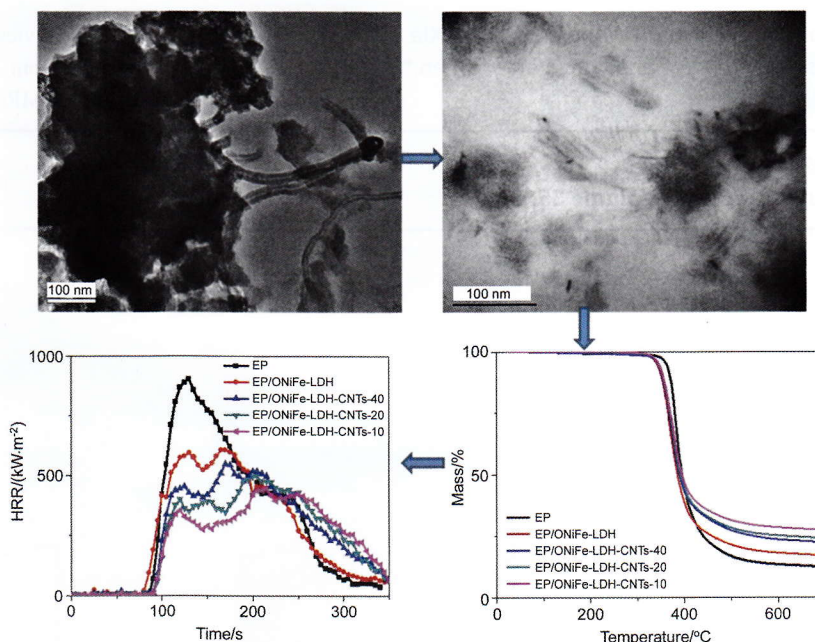 100 nm
100 nm
1000
500
0
HRR/(kW·m-2)
EP
EP/ONiFe-LDH
EP/ONiFe-LDH-CNTs-40
EP/ONiFe-LDH-CNTs-20
EP/ONiFe-LDH-CNTs-10
0
100
200
300
Time/s
100
50
0
Mass/%
EP
EP/ONiFe-LDH
EP/ONiFe-LDH-CNTs-40
EP/ONiFe-LDH-CNTs-20
EP/ONiFe-LDH-CNTs-10
200
400
600
Temperature/ºC